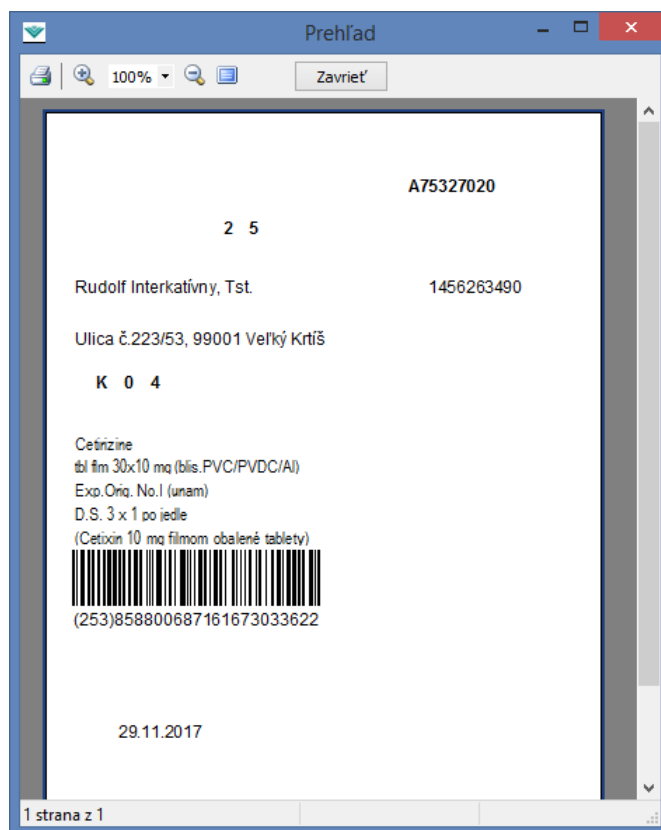 Prehľad
100%
Zavrieť
A75327020
2 5
Rudolf Interkatívny, Tst. 1456263490
Ulica č.223/53, 99001 Veľký Krtíš
K 0 4
Cetirizine
tbl flm 30x10 mg (blis.PVC/PVDC/Al)
Exp.Orig. No.I (unam)
D.S. 3 x 1 po jedle
(Cetixin 10 mg filmom obalené tablety)
(253)858800687161673033622
29.11.2017
1 strana z 1